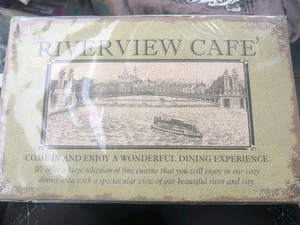 The
RIVERVIEW CAFE'
COME IN AND ENJOY A WONDERFUL DINING EXPERIENCE.
We offer a large selection of fine cuisine that you will enjoy in our cozy
dining area with a spectacular view of our beautiful river and city.